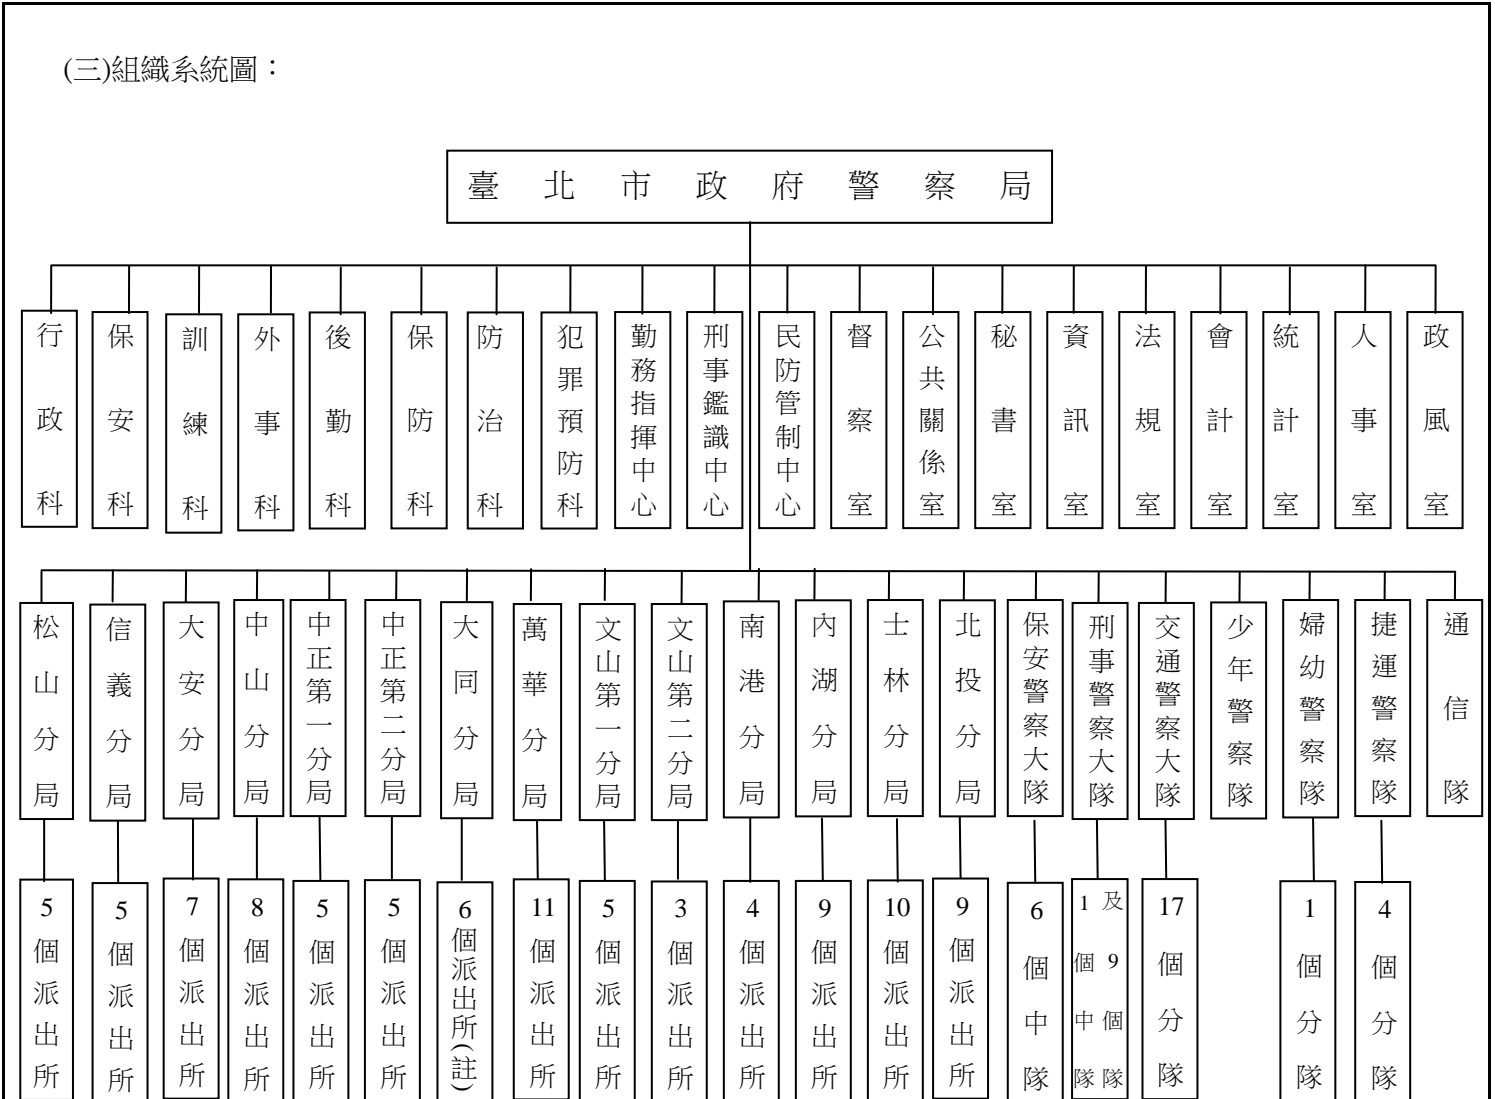 (三)組織系統圖：
臺北市政府警察局
行政科
保安科
訓練科
外事科
後勤科
保防科
防治科
犯罪預防科
勤務指揮中心
刑事鑑識中心
民防管制中心
督察室
公共關係室
秘書室
資訊室
法規室
會計室
統計室
人事室
政風室
松山分局
信義分局
大安分局
中山分局
中正第一分局
中正第二分局
大同分局
萬華分局
文山第一分局
文山第二分局
南港分局
內湖分局
士林分局
北投分局
保安警察大隊
刑事警察大隊
交通警察大隊
少年警察隊
婦幼警察隊
捷運警察隊
通信隊
5個派出所
5個派出所
7個派出所
8個派出所
5個派出所
5個派出所
6個派出所(註)
11個派出所
5個派出所
3個派出所
4個派出所
9個派出所
10個派出所
9個派出所
6個中隊
1個中隊
及9個隊
17個分隊
1個分隊
4個分隊